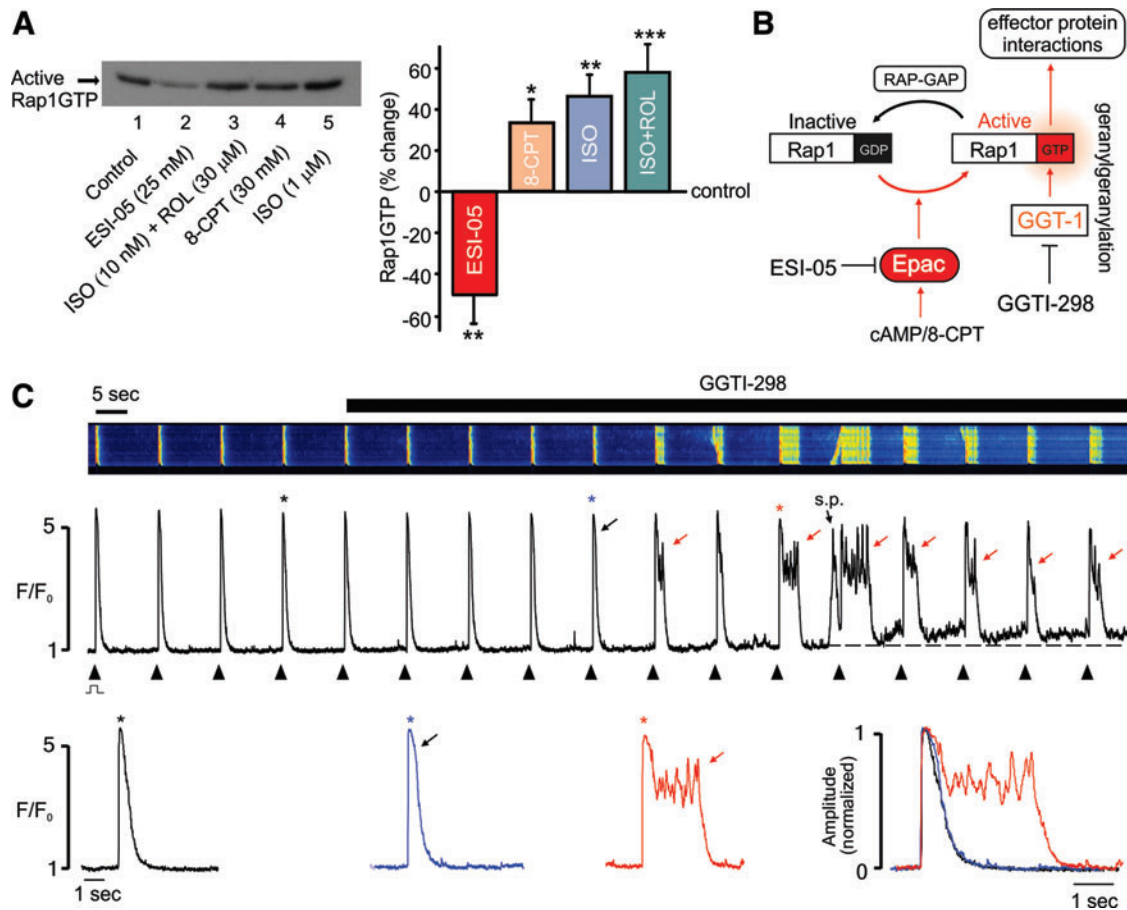 A
Active
Rap1GTP
1 2 3 4 5
Control
ESI-05 (25 mM)
ISO (10 nM) + ROL (30 µM)
8-CPT (30 mM)
ISO (1 µM)
Rap1GTP (% change)
60
40
20
0
-20
-40
-60
ESI-05
8-CPT
ISO
ISO+ROL
**
*
**
***
control
B
effector protein
interactions
RAP-GAP
Inactive
Active
Rap1 GDP
Rap1 GTP
geranylgeranylation
GGT-1
ESI-05
Epac
GGTI-298
cAMP/8-CPT
C
5 sec
GGTI-298
*
*
*
s.p.
5
F/F0
1
*
*
*
5
F/F0
1
1 sec
1
Amplitude
(normalized)
0
1 sec